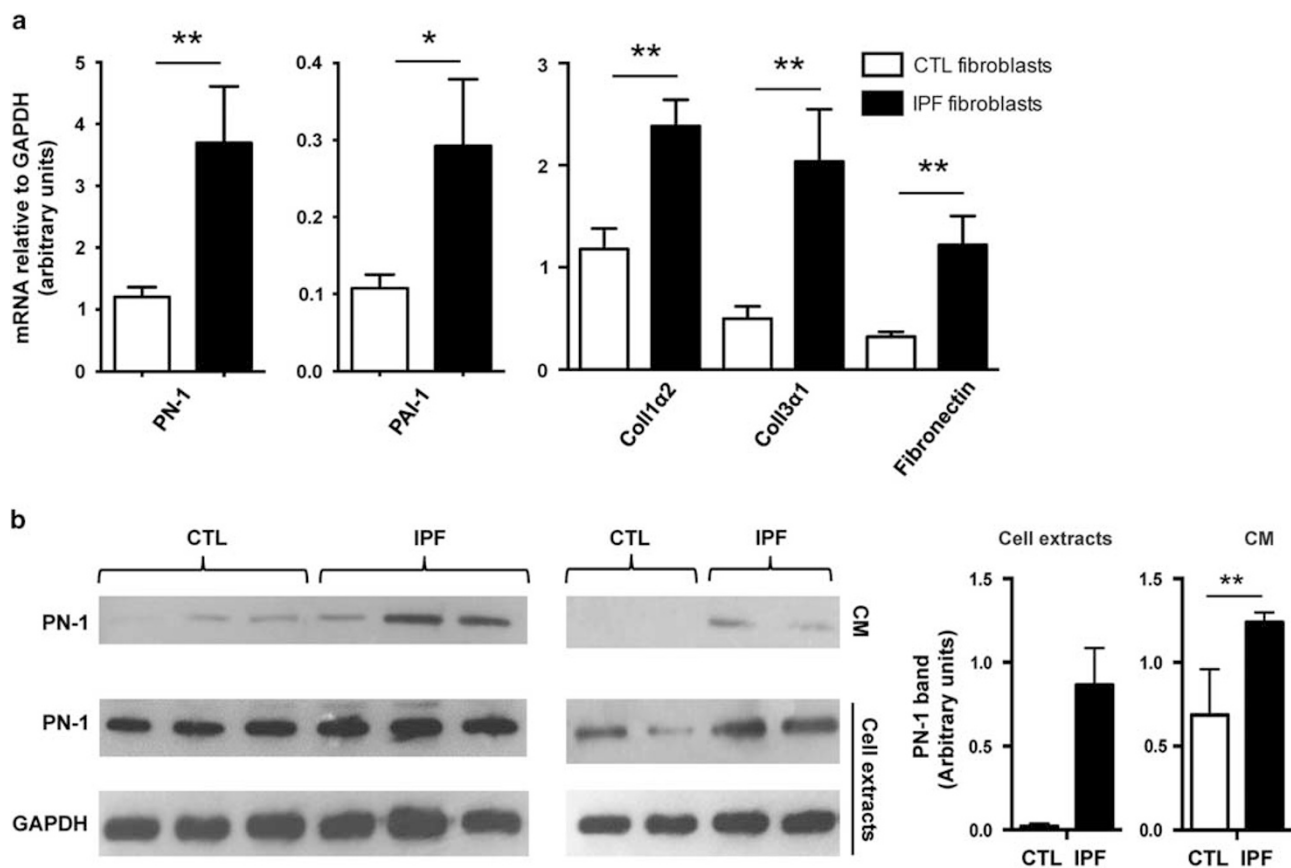 a
** * ** ** **
CTL fibroblasts
IPF fibroblasts
mRNA relative to GAPDH
(arbitrary units)
5
4
3
2
1
0
PN-1
0.4
0.3
0.2
0.1
0.0
PAI-1
3
2
1
0
Coll1α2
Coll3α1
Fibronectin
b
CTL IPF CTL IPF
PN-1
CM
PN-1
GAPDH
Cell extracts
Cell extracts CM
PN-1 band
(Arbitrary units)
1.5
1.0
0.5
0.0
CTL IPF
**
1.5
1.0
0.5
0.0
CTL IPF